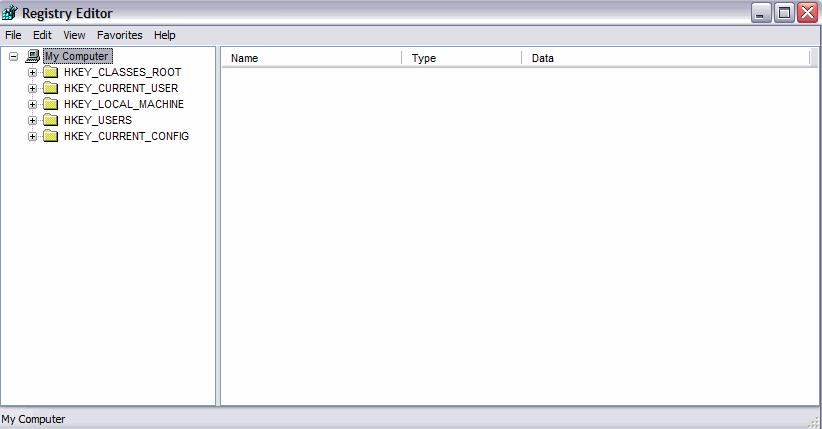 Registry Editor
File Edit View Favorites Help
My Computer
HKEY_CLASSES_ROOT
HKEY_CURRENT_USER
HKEY_LOCAL_MACHINE
HKEY_USERS
HKEY_CURRENT_CONFIG
Name Type Data
My Computer